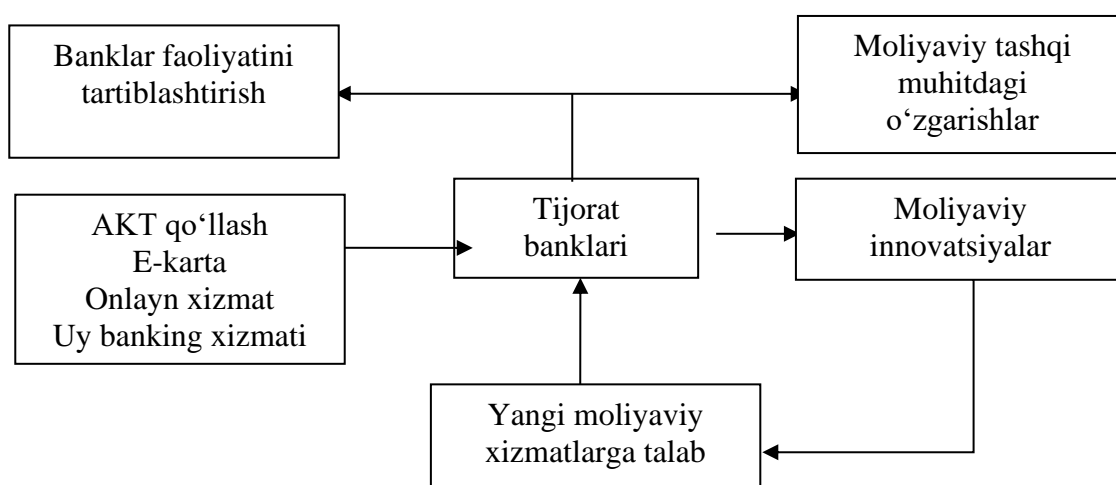 Banklar faoliyatini
tartiblashtirish
Moliyaviy tashqi
muhitdagi
o‘zgarishlar
AKT qo‘llash
E-karta
Onlayn xizmat
Uy banking xizmati
Tijorat
banklari
Moliyaviy
innovatsiyalar
Yangi moliyaviy
xizmatlarga talab